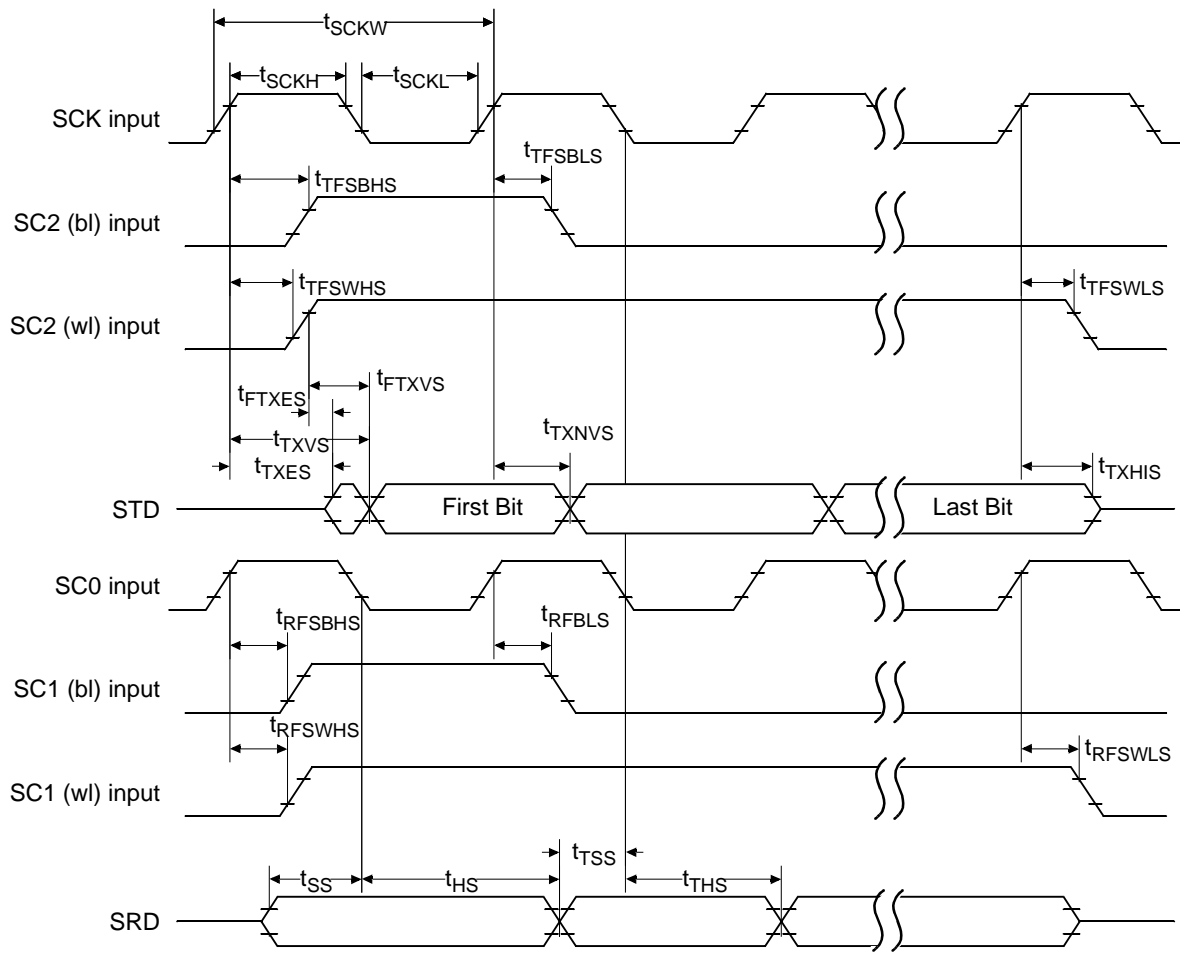 tSCKW
tSCKH
tSCKL
SCK input
tTFSBLS
tTFSBHS
SC2 (bl) input
tTFSWHS
tTFSWLS
SC2 (wl) input
tFTXVS
tFTXES
tTXNVS
tTXVS
tTXES
tTXHIS
STD
First Bit
Last Bit
SC0 input
tRFSBHS
tRFBLS
SC1 (bl) input
tRFSWHS
tRFSWLS
SC1 (wl) input
tTSS
tSS
tHS
tTHS
SRD